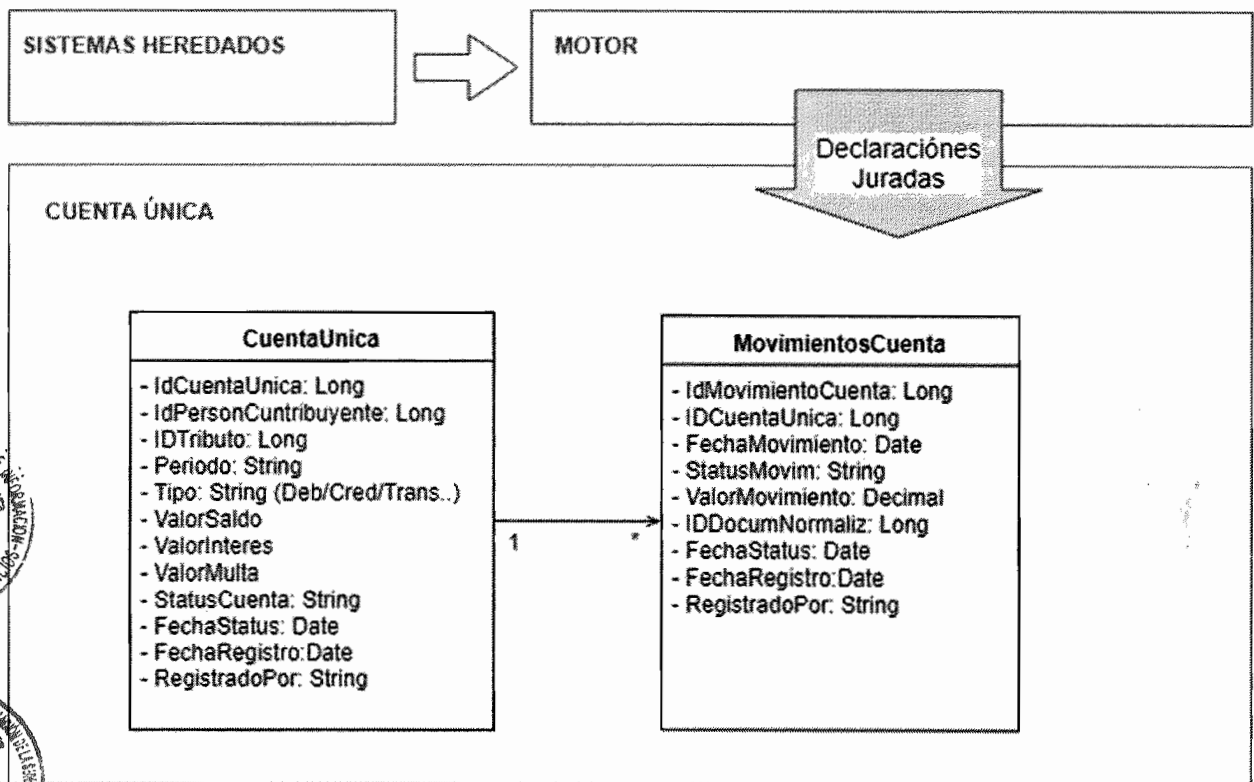 SISTEMAS HEREDADOS
MOTOR
Declaraciónes
Juradas
CUENTA ÚNICA
CuentaUnica
- IdCuentaUnica: Long
- IdPersonCuntribuyente: Long
- IDTributo: Long
- Periodo: String
- Tipo: String (Deb/Cred/Trans..)
- ValorSaldo
- ValorInteres
- ValorMulta
- StatusCuenta: String
- FechaStatus: Date
- FechaRegistro:Date
- RegistradoPor: String
1
*
MovimientosCuenta
- IdMovimientoCuenta: Long
- IDCuentaUnica: Long
- FechaMovimiento: Date
- StatusMovim: String
- ValorMovimiento: Decimal
- IDDocumNormaliz: Long
- FechaStatus: Date
- FechaRegistro:Date
- RegistradoPor: String